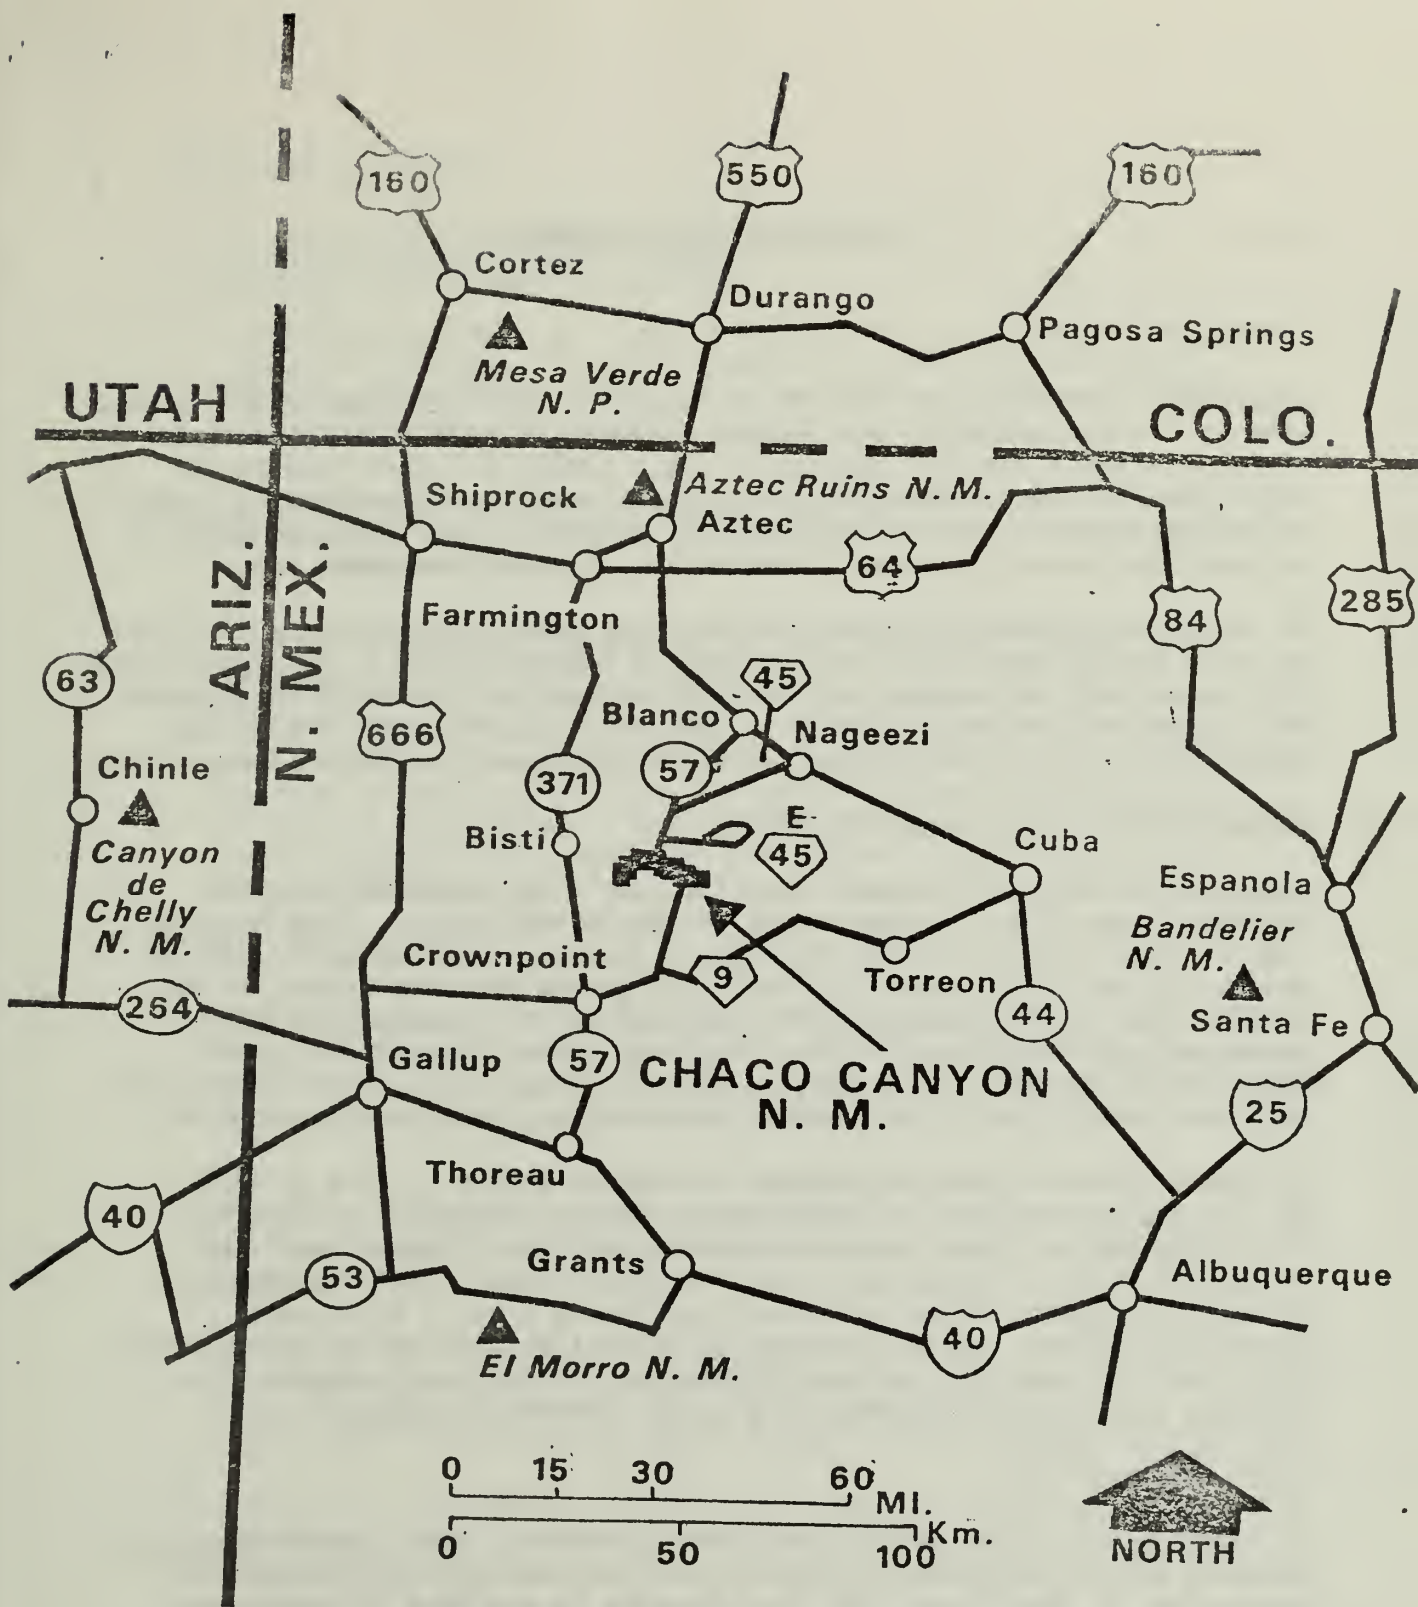 160
550
160
Cortez
Durango
Pagosa Springs
Mesa Verde
N. P.
UTAH
COLO.
Shiprock
Aztec Ruins N. M.
Aztec
ARIZ.
N. MEX.
64
Farmington
84
285
63
45
666
Blanco
Nageezi
Chinle
371
57
E-
45
Bisti
Cuba
Canyon
de
Chelly
N. M.
Espanola
Bandelier
N. M.
Crownpoint
9
Torreon
264
44
Santa Fe
Gallup
57
CHACO CANYON
N. M.
25
Thoreau
40
53
Grants
Albuquerque
40
El Morro N. M.
0 15 30 60 MI.
0 50 100 Km.
NORTH